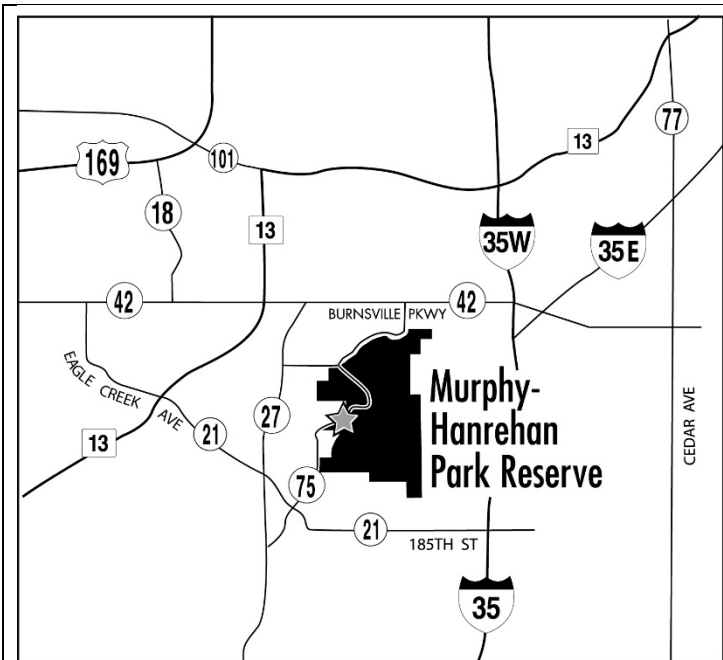 77
13
101
169
18
13
35W
35E
42
BURNSVILLE PKWY
42
EAGLE CREEK AVE
Murphy-
Hanrehan
Park Reserve
CEDAR AVE
27
21
13
75
21
185TH ST
35